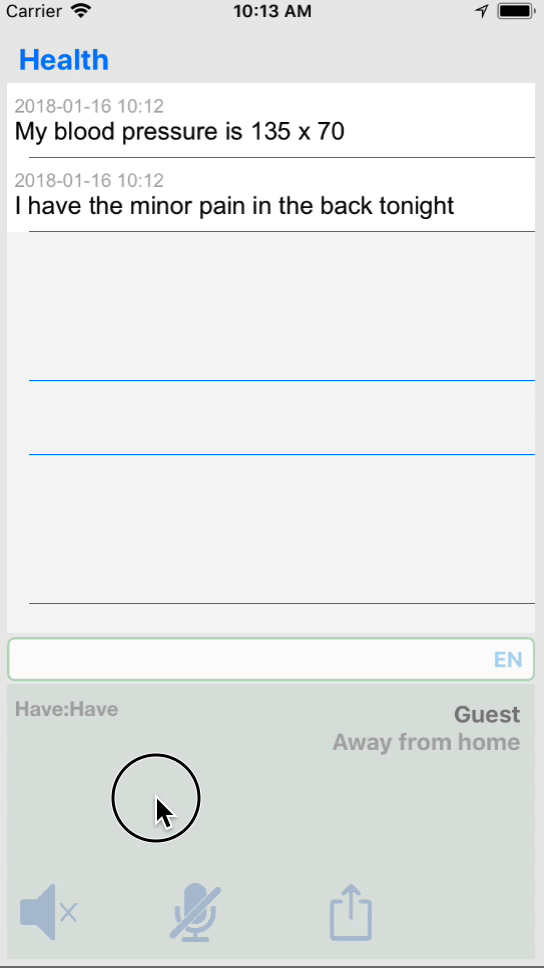 Carrier 10:13 AM
Health
2018-01-16 10:12
My blood pressure is 135 x 70
2018-01-16 10:12
I have the minor pain in the back tonight
EN
Have:Have
Guest
Away from home